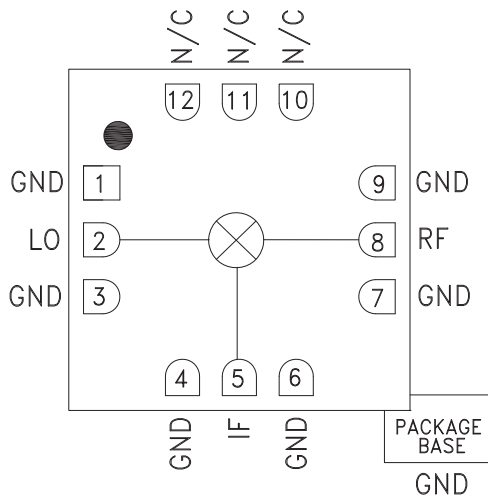 N/C N/C N/C
12 11 10
GND 1 9 GND
LO 2 8 RF
GND 3 7 GND
4 5 6
GND IF GND
PACKAGE
BASE
GND